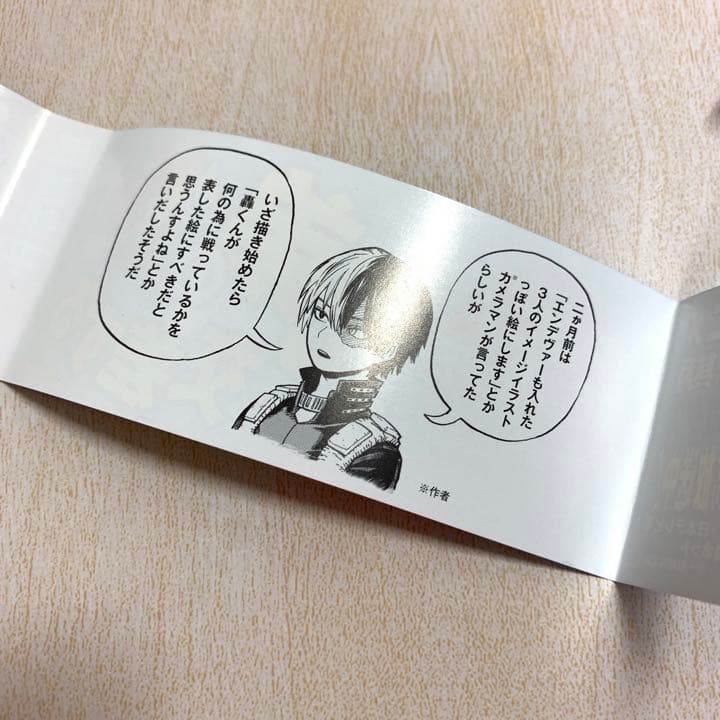 二ヶ月前は
「エンデヴァーも入れた
3人のイメージイラスト
っぽい絵にします」とか
カメラマン※が言ってた
らしいが
いざ描き始めたら
「轟くんが
何の為に戦っているかを
表した絵にすべきだと
思うんすよね」とか
言いだしたそうだ
※作者